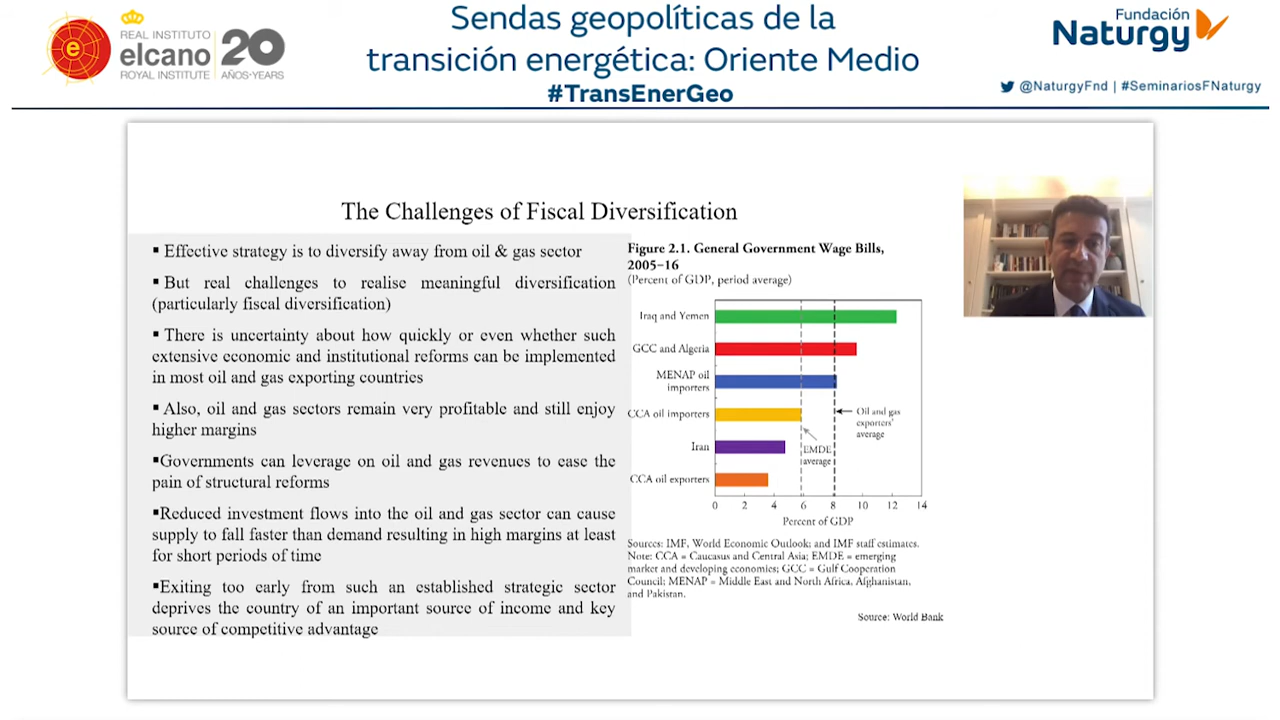 REAL INSTITUTO
elcano
ROYAL INSTITUTE
20
AÑOS·YEARS
Sendas geopolíticas de la
transición energética: Oriente Medio
#TransEnerGeo
Fundación
Naturgy
@NaturgyFnd | #SeminariosFNaturgy
The Challenges of Fiscal Diversification
▪ Effective strategy is to diversify away from oil & gas sector
▪ But real challenges to realise meaningful diversification
(particularly fiscal diversification)
▪ There is uncertainty about how quickly or even whether such
extensive economic and institutional reforms can be implemented
in most oil and gas exporting countries
▪ Also, oil and gas sectors remain very profitable and still enjoy
higher margins
▪Governments can leverage on oil and gas revenues to ease the
pain of structural reforms
▪Reduced investment flows into the oil and gas sector can cause
supply to fall faster than demand resulting in high margins at least
for short periods of time
▪Exiting too early from such an established strategic sector
deprives the country of an important source of income and key
source of competitive advantage
Figure 2.1. General Government Wage Bills,
2005–16
(Percent of GDP, period average)
Iraq and Yemen
GCC and Algeria
MENAP oil
importers
CCA oil importers
Iran
CCA oil exporters
Oil and gas
exporters'
average
EMDE
average
0 2 4 6 8 10 12 14
Percent of GDP
Sources: IMF, World Economic Outlook; and IMF staff estimates.
Note: CCA = Caucasus and Central Asia; EMDE = emerging
market and developing economies; GCC = Gulf Cooperation
Council; MENAP = Middle East and North Africa, Afghanistan,
and Pakistan.
Source: World Bank